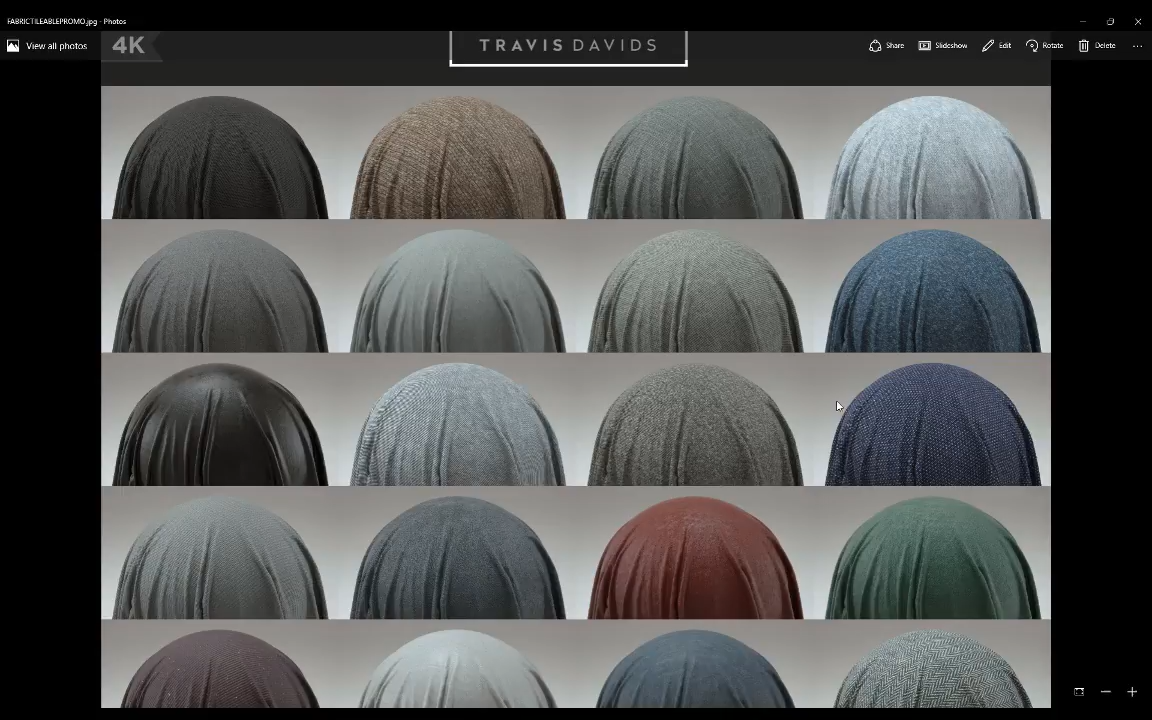 FABRICTILEABLEPROMO.jpg - Photos
View all photos
Share
Slideshow
Edit
Rotate
Delete
4K
TRAVIS DAVIDS